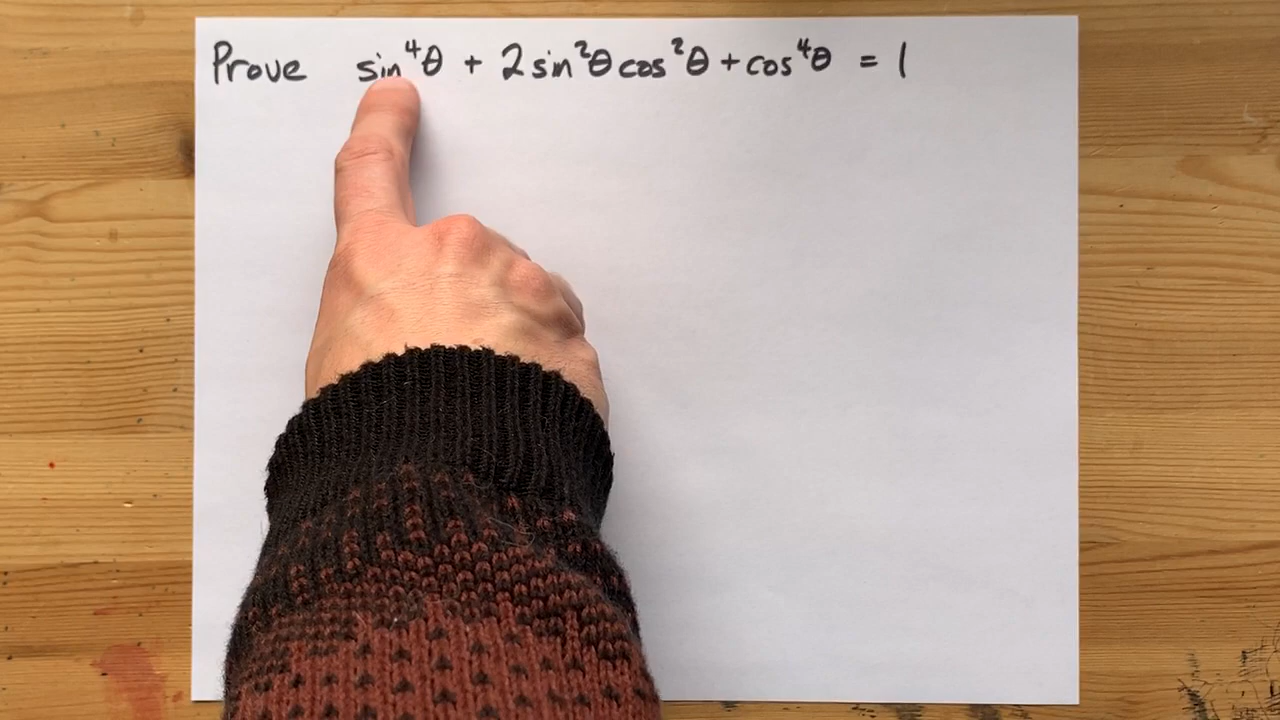 Prove sin⁴θ + 2sin²θcos²θ + cos⁴θ = 1